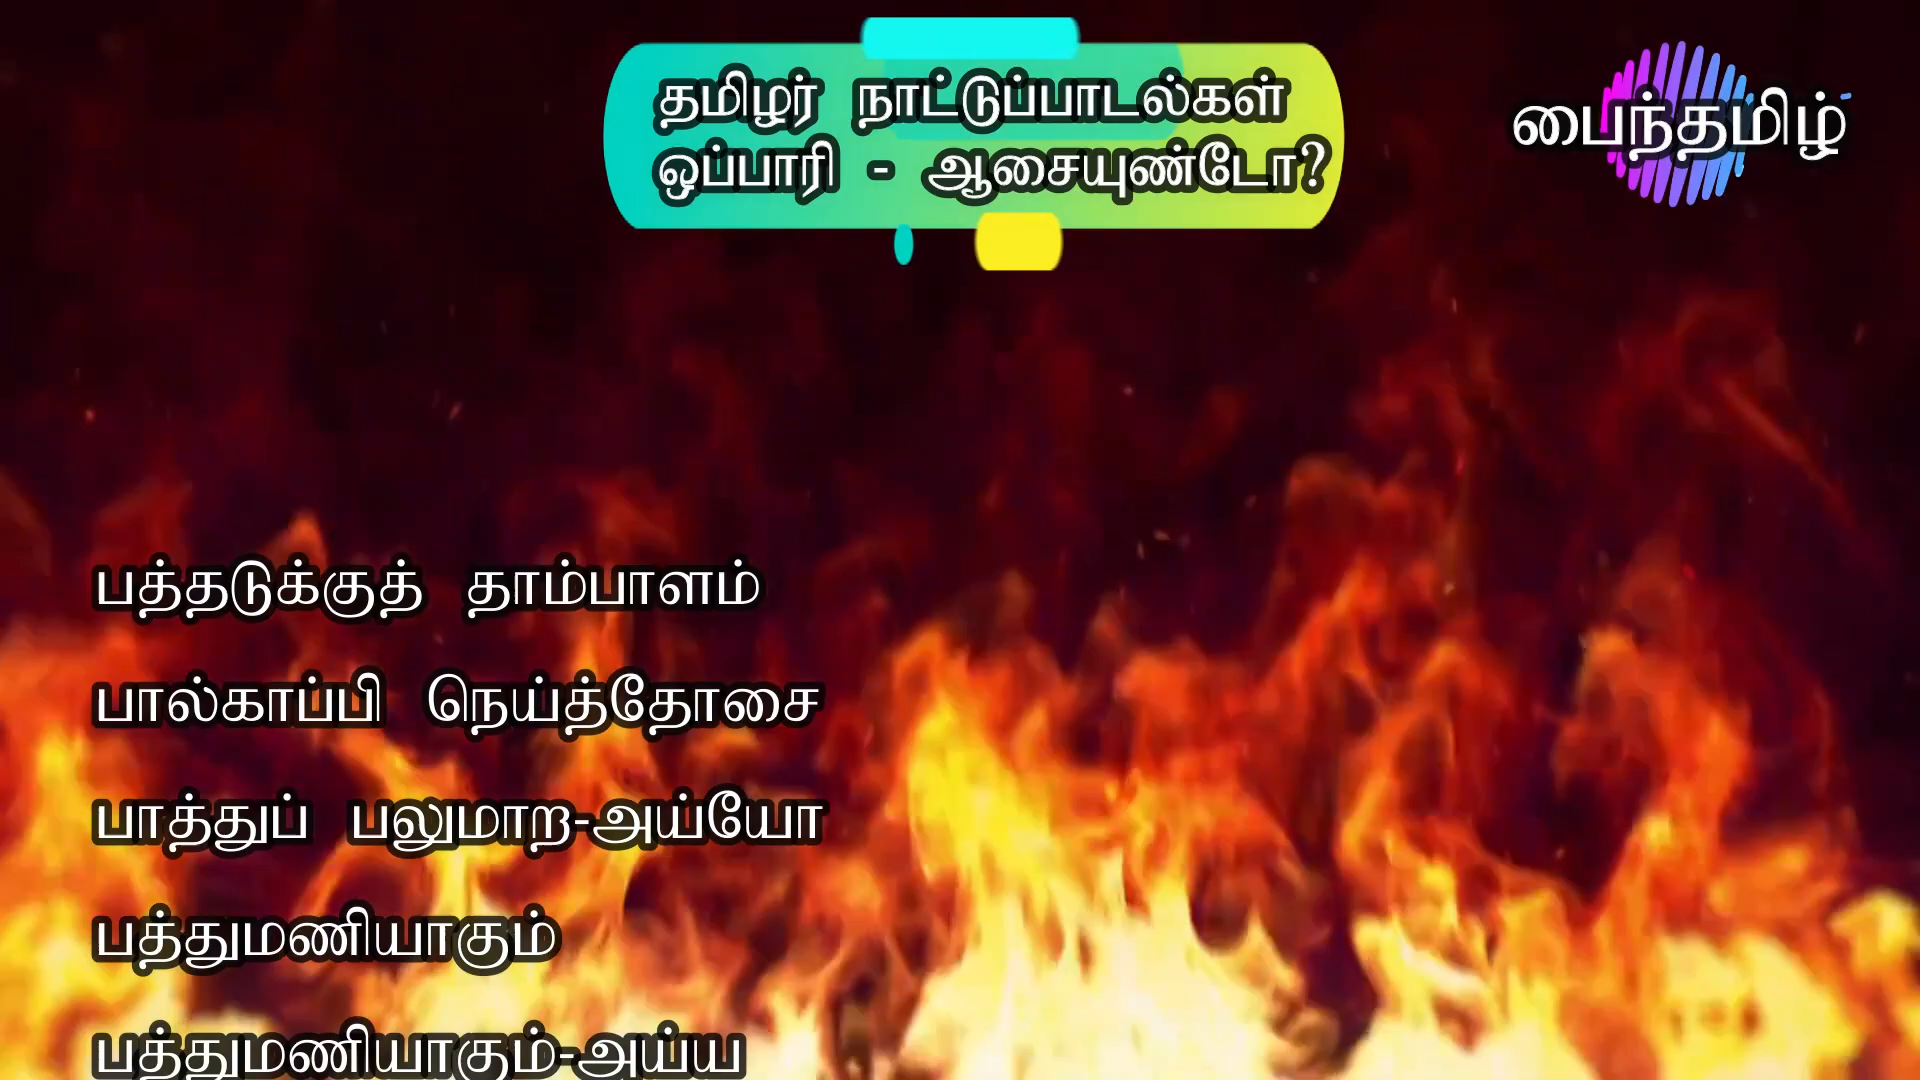 தமிழர் நாட்டுப்பாடல்கள்
ஒப்பாரி - ஆசையுண்டோ?
பைந்தமிழ்
பத்தடுக்குத் தாம்பாளம்
பால்காப்பி நெய்த்தோசை
பாத்துப் பலுமாற-அய்யோ
பத்துமணியாகும்
பத்துமணியாகும்-அய்ய